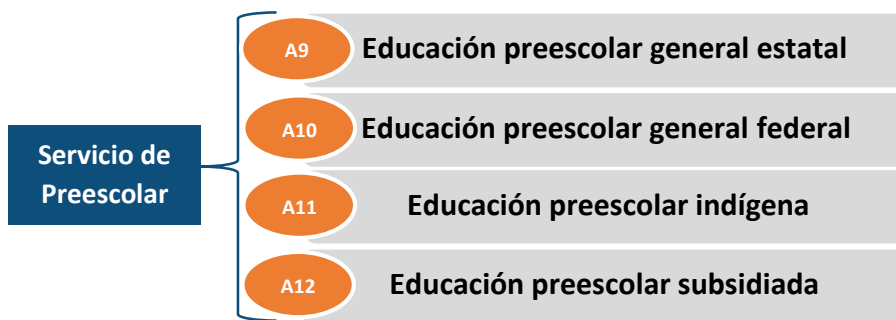 Servicio de
Preescolar
A9 Educación preescolar general estatal
A10 Educación preescolar general federal
A11 Educación preescolar indígena
A12 Educación preescolar subsidiada